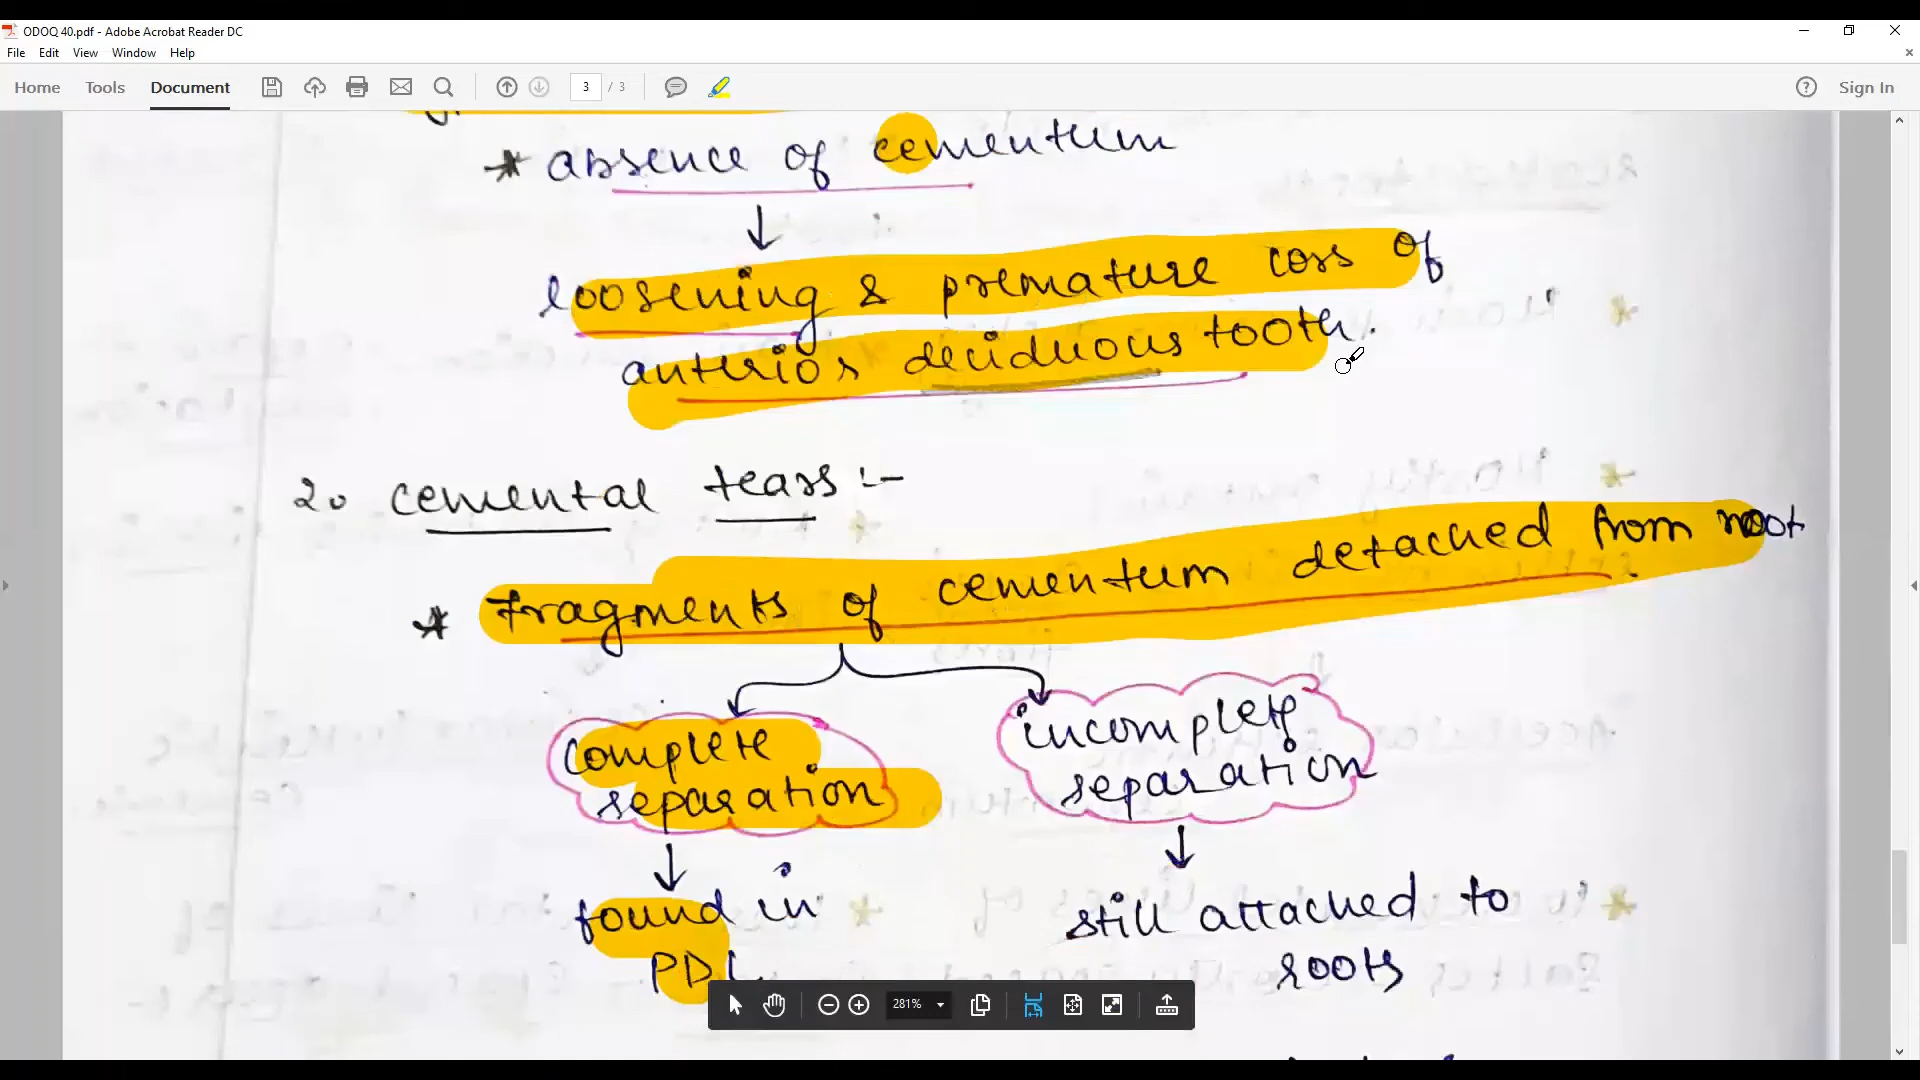 ODOQ 40.pdf - Adobe Acrobat Reader DC
File Edit View Window Help
Home Tools Document 3 / 3 Sign In
* absence of cementum
loosening & premature loss of
anterior deciduous tooth.
2. cemental tears :-
* fragments of cementum detached from root
complete separation
incomplete separation
found in PDL
still attached to roots
281%